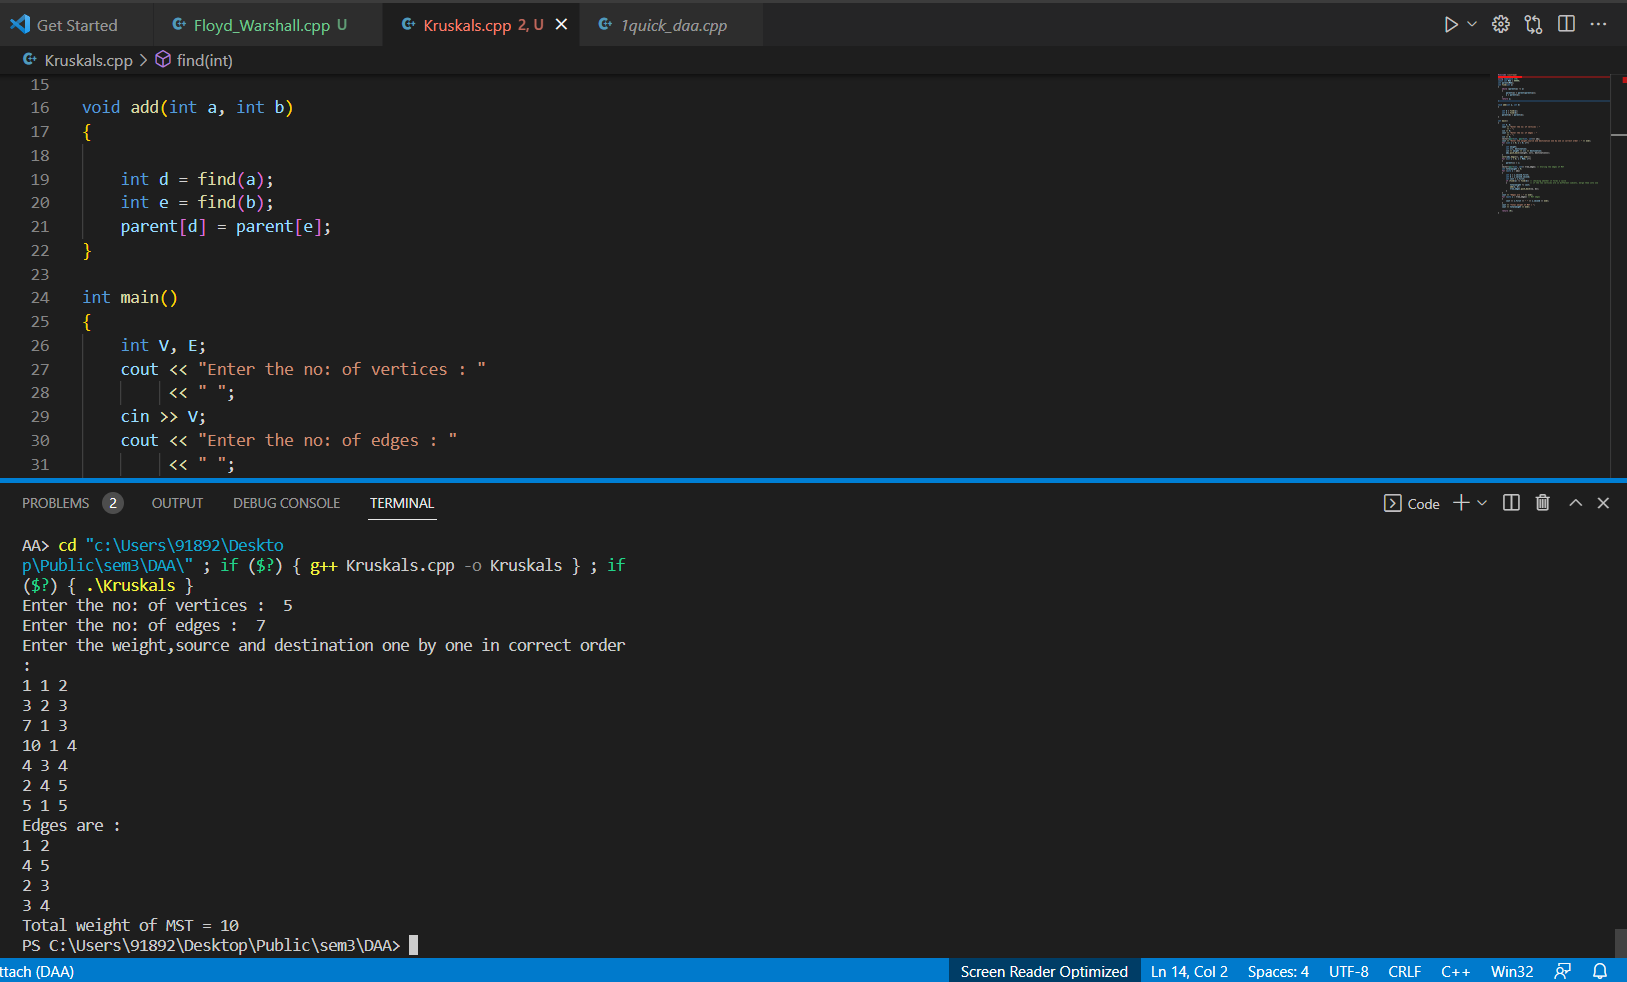 Get Started
Floyd_Warshall.cpp U
Kruskals.cpp 2, U
1quick_daa.cpp
Kruskals.cpp > find(int)
15
16 void add(int a, int b)
17 {
18
19 int d = find(a);
20 int e = find(b);
21 parent[d] = parent[e];
22 }
23
24 int main()
25 {
26 int V, E;
27 cout << "Enter the no: of vertices : "
28 << " ";
29 cin >> V;
30 cout << "Enter the no: of edges : "
31 << " ";
PROBLEMS 2 OUTPUT DEBUG CONSOLE TERMINAL
Code
AA> cd "c:\Users\91892\Deskto
p\Public\sem3\DAA\" ; if ($?) { g++ Kruskals.cpp -o Kruskals } ; if
($?) { .\Kruskals }
Enter the no: of vertices :  5
Enter the no: of edges :  7
Enter the weight,source and destination one by one in correct order
:
1 1 2
3 2 3
7 1 3
10 1 4
4 3 4
2 4 5
5 1 5
Edges are :
1 2
4 5
2 3
3 4
Total weight of MST = 10
PS C:\Users\91892\Desktop\Public\sem3\DAA>
ttach (DAA) Screen Reader Optimized Ln 14, Col 2 Spaces: 4 UTF-8 CRLF C++ Win32